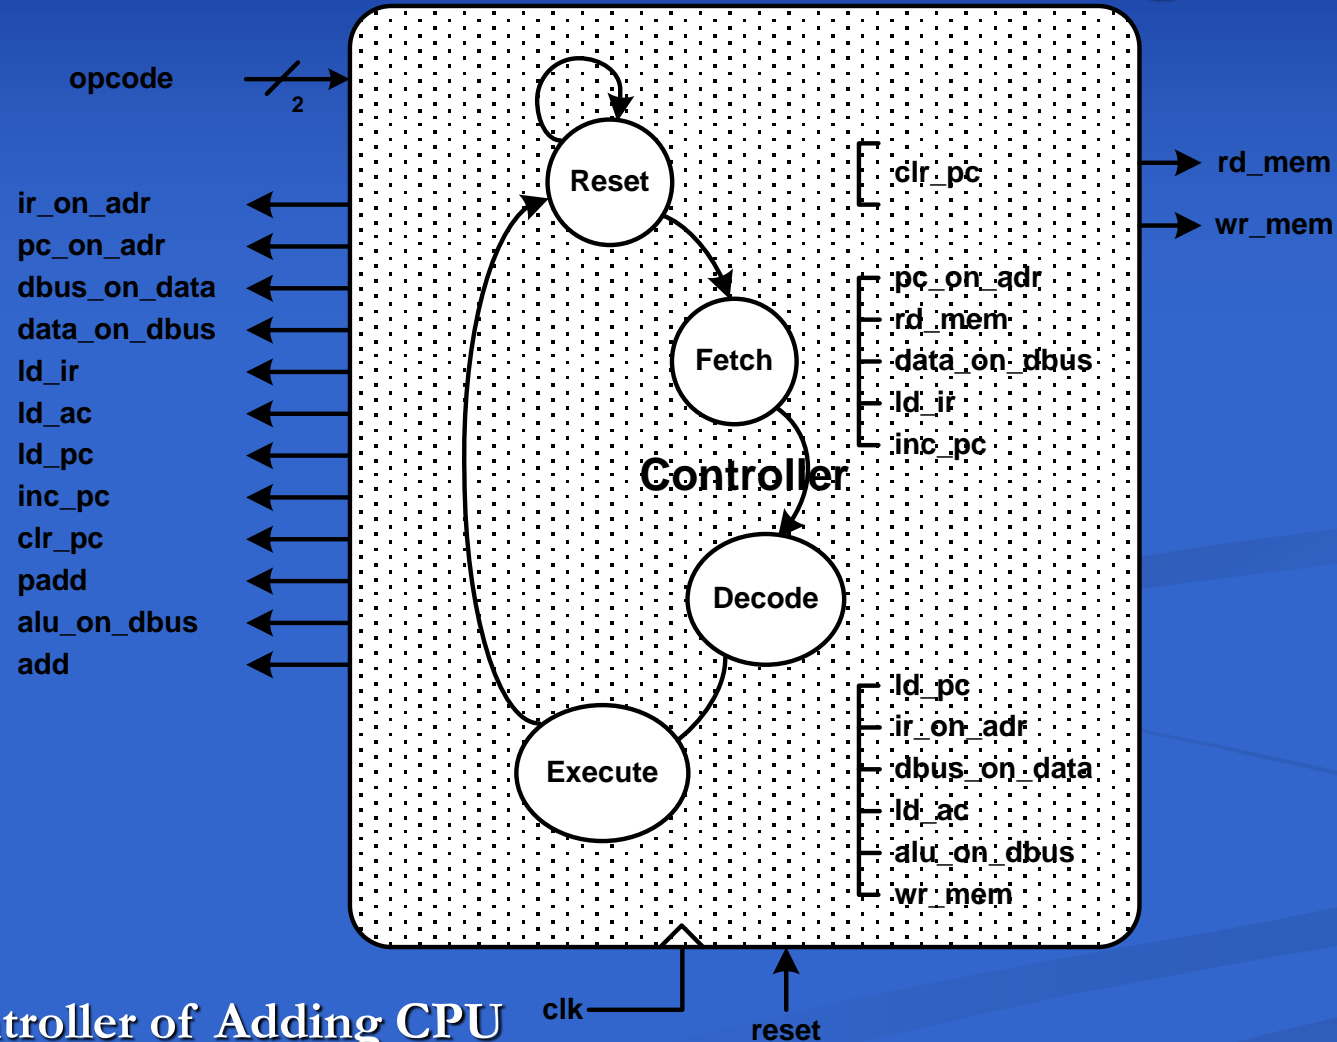 opcode
2
ir_on_adr
pc_on_adr
dbus_on_data
data_on_dbus
ld_ir
ld_ac
ld_pc
inc_pc
clr_pc
padd
alu_on_dbus
add
Reset
Fetch
Controller
Decode
Execute
clr_pc
pc_on_adr
rd_mem
data_on_dbus
ld_ir
inc_pc
ld_pc
ir_on_adr
dbus_on_data
ld_ac
alu_on_dbus
wr_mem
rd_mem
wr_mem
clk
reset
ntroller of Adding CPU